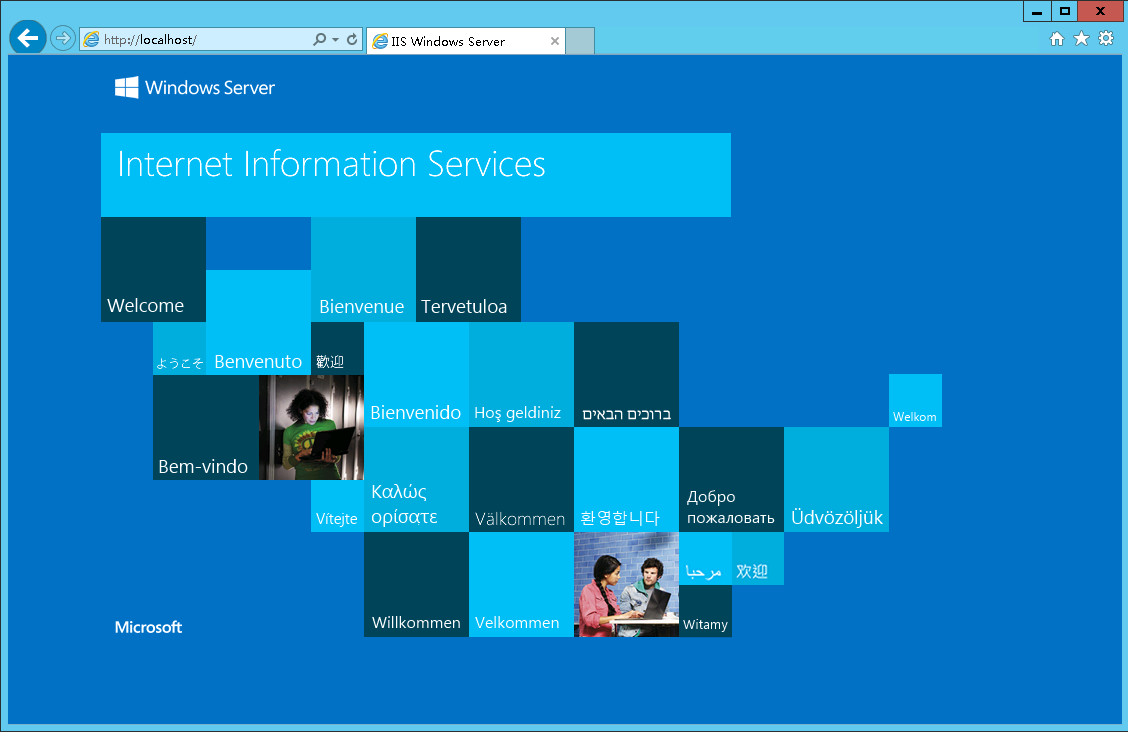 http://localhost/
IIS Windows Server
Windows Server
Internet Information Services
Welcome
Bienvenue
Tervetuloa
ようこそ
Benvenuto
歡迎
Bienvenido
Hoş geldiniz
ברוכים הבאים
Welkom
Bem-vindo
Vítejte
Καλώς
ορίσατε
Välkommen
환영합니다
Добро
пожаловать
Üdvözöljük
Willkommen
Velkommen
مرحبا
欢迎
Witamy
Microsoft